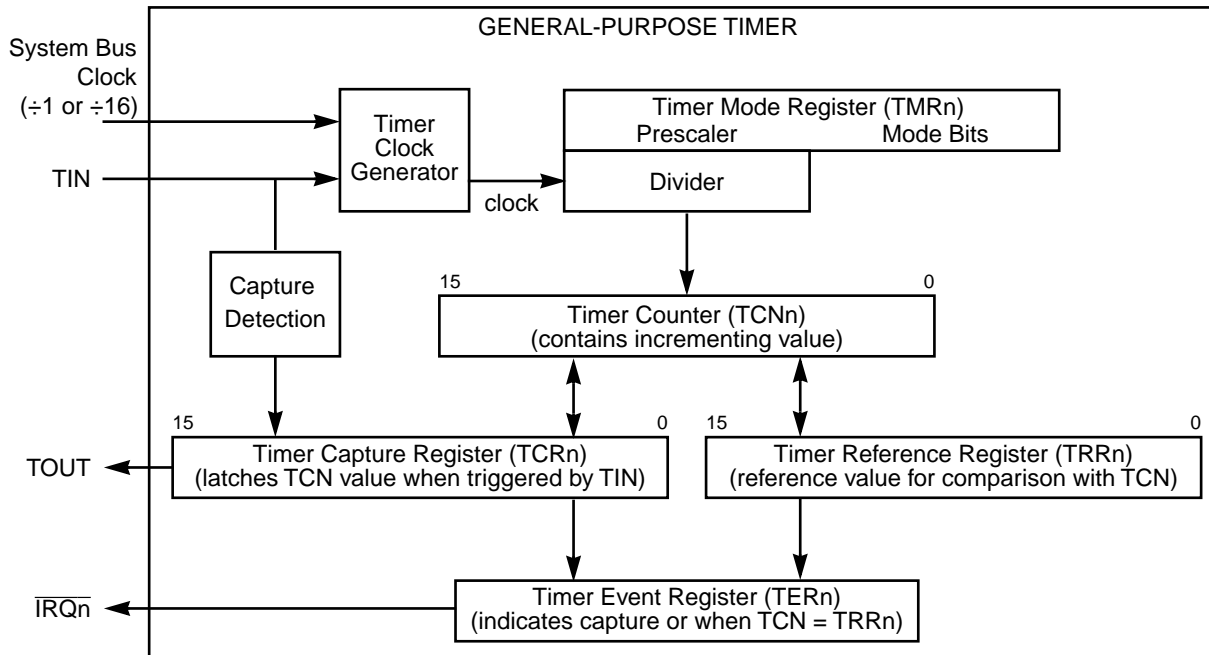 GENERAL-PURPOSE TIMER
System Bus
Clock
(÷1 or ÷16)
TIN
Timer
Clock
Generator
clock
Timer Mode Register (TMRn)
Prescaler Mode Bits
Divider
Capture
Detection
15 0
Timer Counter (TCNn)
(contains incrementing value)
15 0
Timer Capture Register (TCRn)
(latches TCN value when triggered by TIN)
15 0
Timer Reference Register (TRRn)
(reference value for comparison with TCN)
TOUT
Timer Event Register (TERn)
(indicates capture or when TCN = TRRn)
IRQn